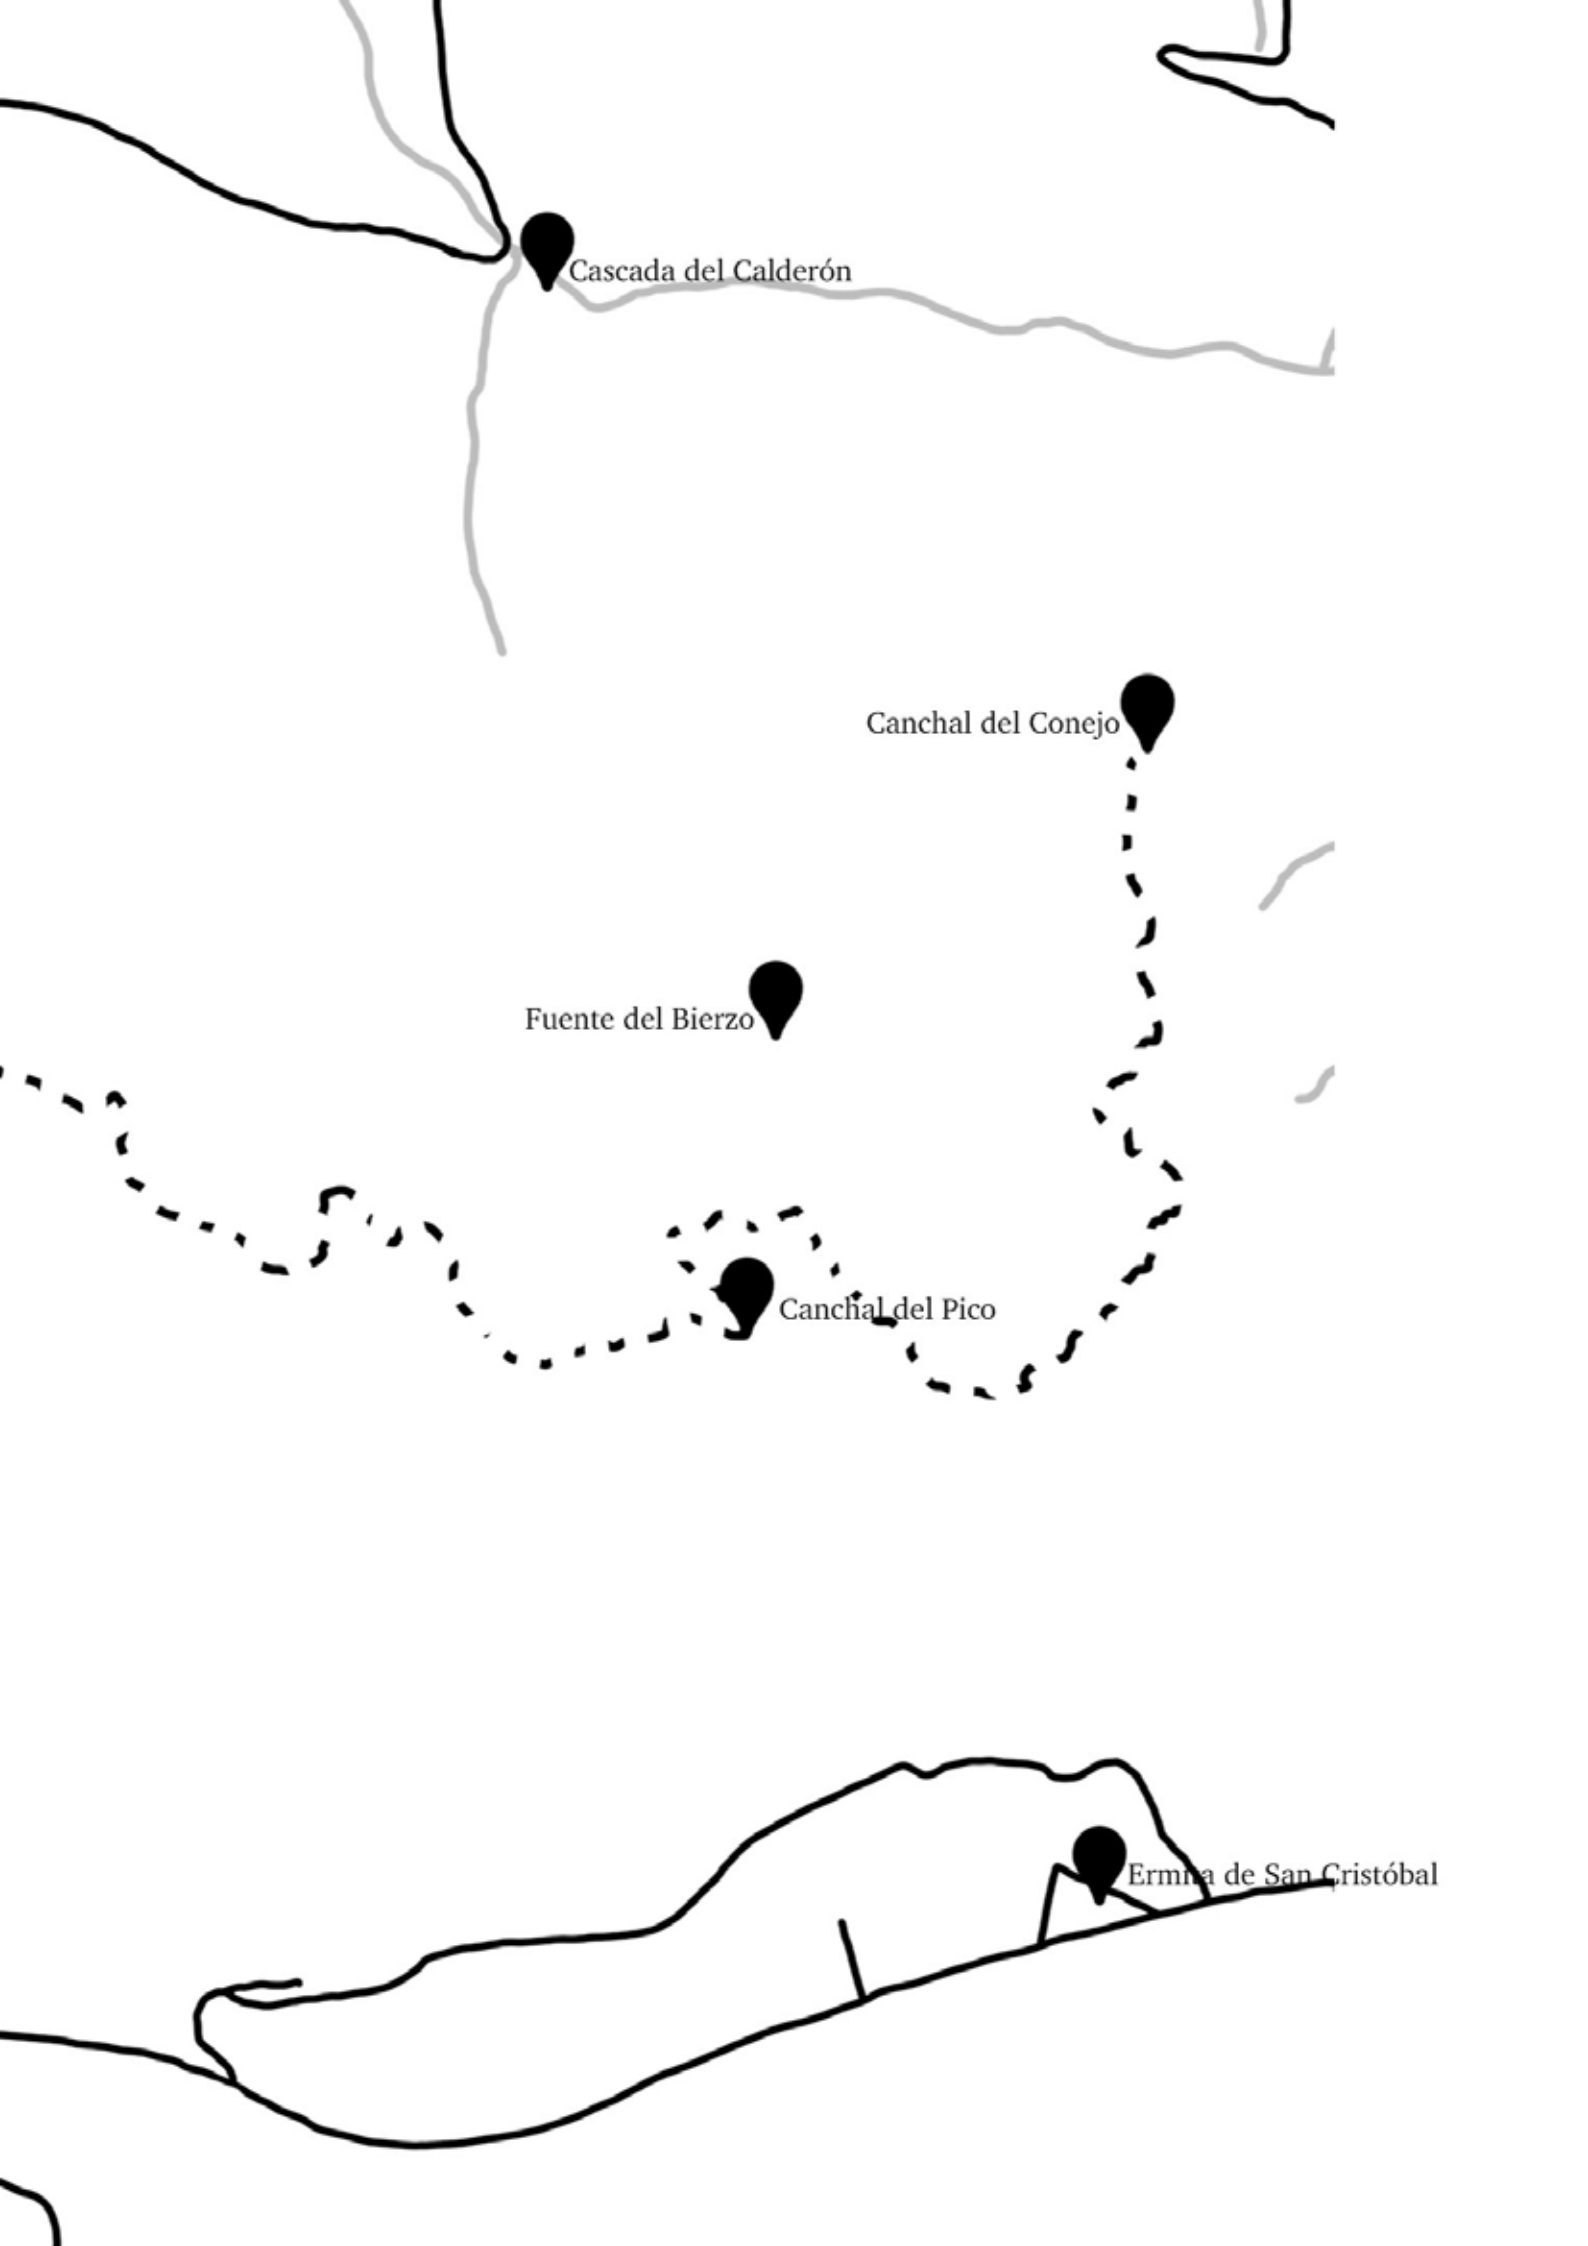 Cascada del Calderón
Canchal del Conejo
Fuente del Bierzo
Canchal del Pico
Ermita de San Cristóbal